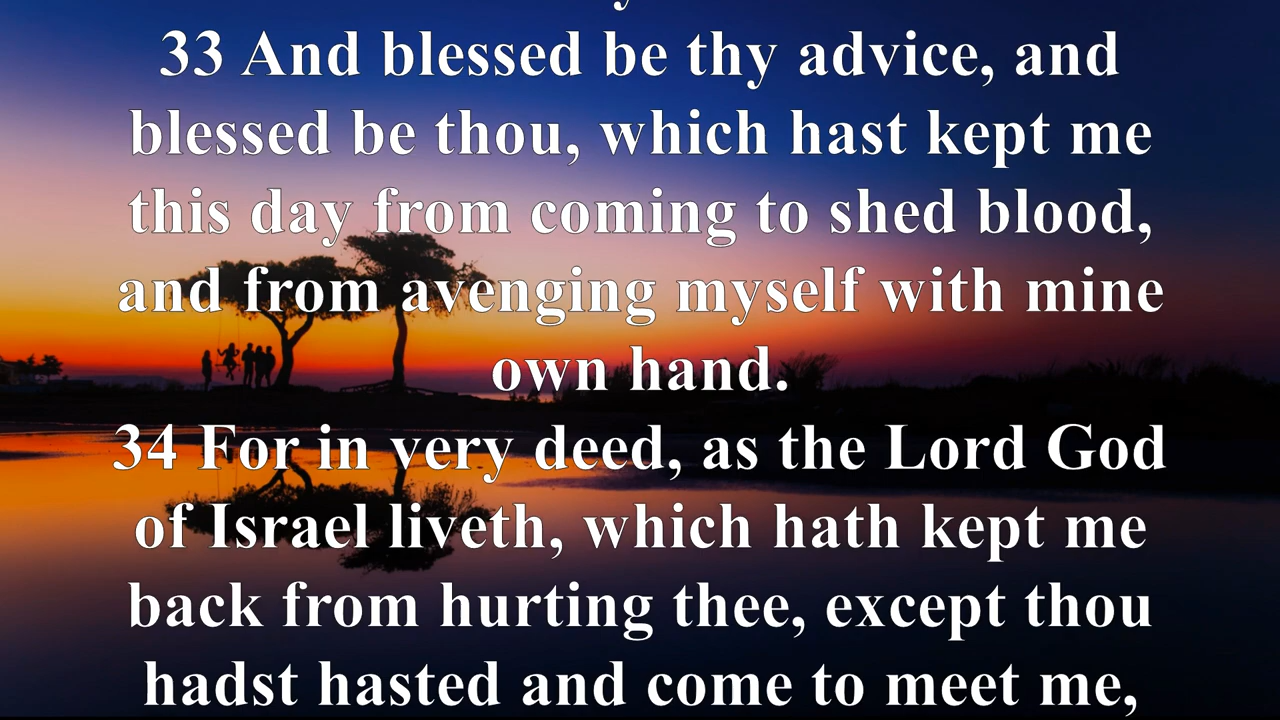 33 And blessed be thy advice, and
blessed be thou, which hast kept me
this day from coming to shed blood,
and from avenging myself with mine
own hand.
34 For in very deed, as the Lord God
of Israel liveth, which hath kept me
back from hurting thee, except thou
hadst hasted and come to meet me,